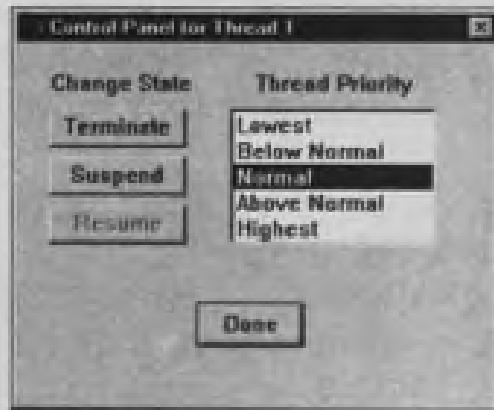 Control Panel for Thread 1
Change State
Thread Priority
Terminate
Suspend
Resume
Lowest
Below Normal
Normal
Above Normal
Highest
Done